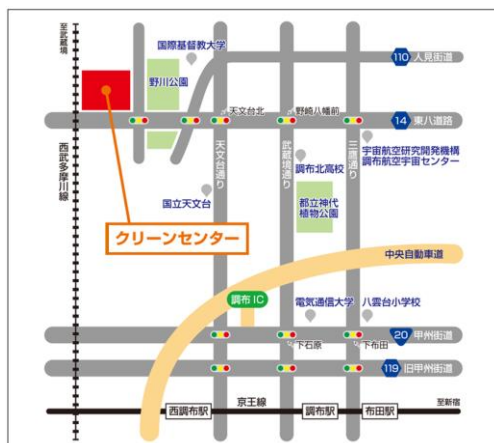 至武蔵境
国際基督教大学
110 人見街道
野川公園
天文台北
野崎八幡前
14 東八道路
西武多摩川線
天文台通り
武蔵境通り
三鷹通り
宇宙航空研究開発機構
調布航空宇宙センター
調布北高校
国立天文台
都立神代
植物公園
クリーンセンター
中央自動車道
調布 IC
電気通信大学
八雲台小学校
20 甲州街道
下石原
下布田
119 旧甲州街道
京王線
至新宿
西調布駅
調布駅
布田駅